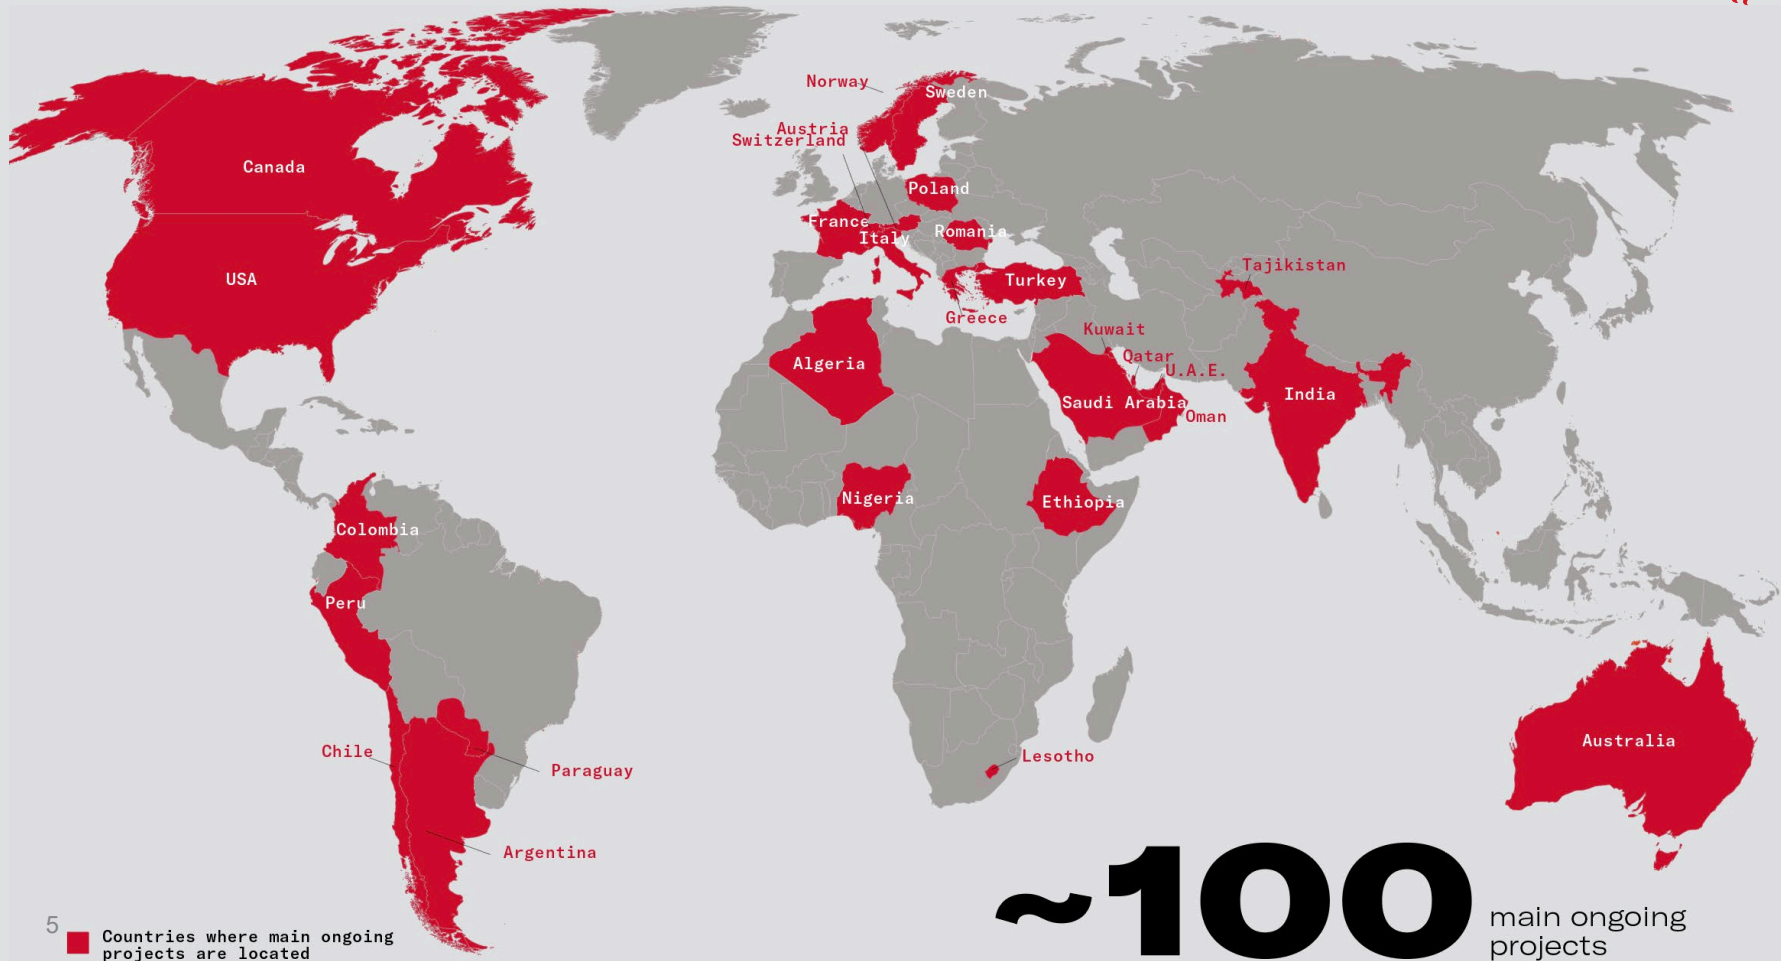 Norway
Sweden
Austria
Switzerland
Canada
Poland
France
Italy
Romania
USA
Turkey
Tajikistan
Greece
Kuwait
Qatar
U.A.E.
Algeria
Saudi Arabia
India
Oman
Nigeria
Ethiopia
Colombia
Peru
Australia
Chile
Lesotho
Paraguay
Argentina
~100
main ongoing
projects
5
Countries where main ongoing
projects are located